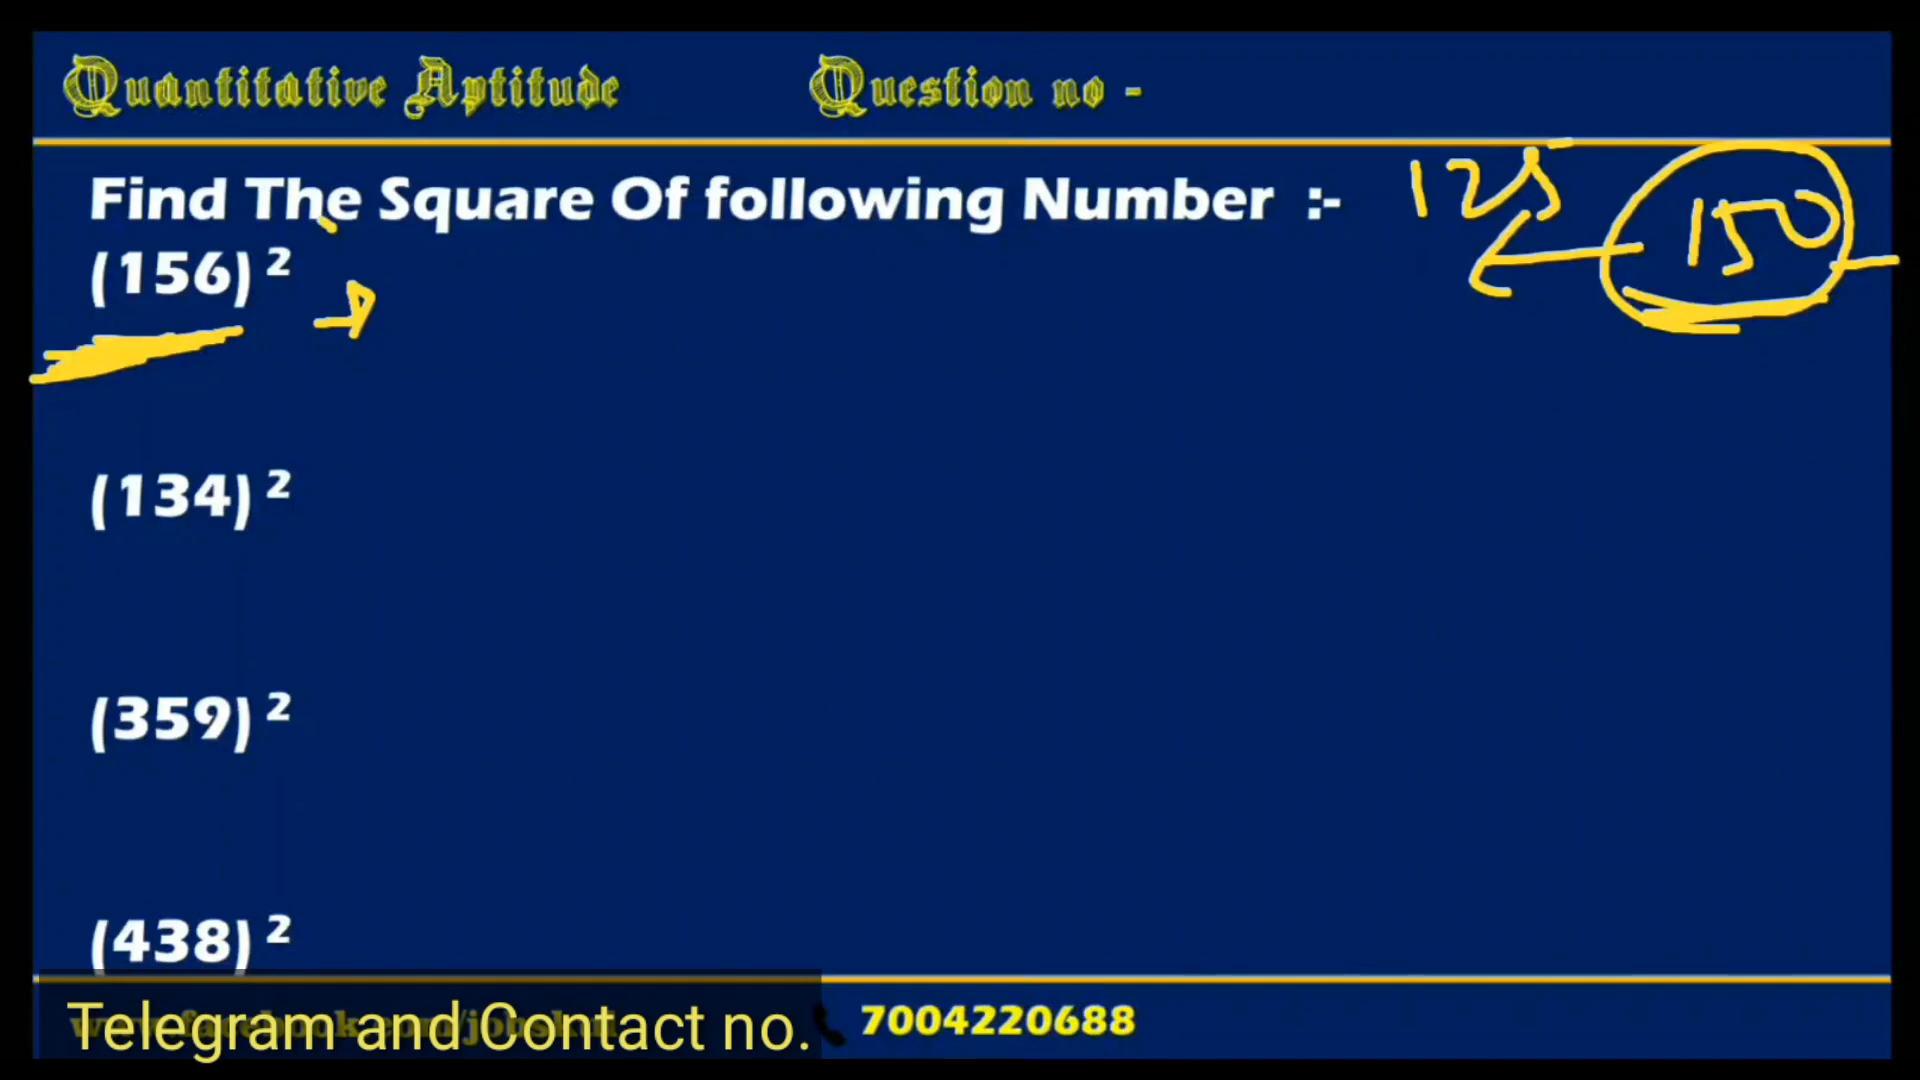 Quantitative Aptitude Question no -
Find The Square Of following Number :- 125 150
(156)²
(134)²
(359)²
(438)²
Telegram and Contact no. 7004220688